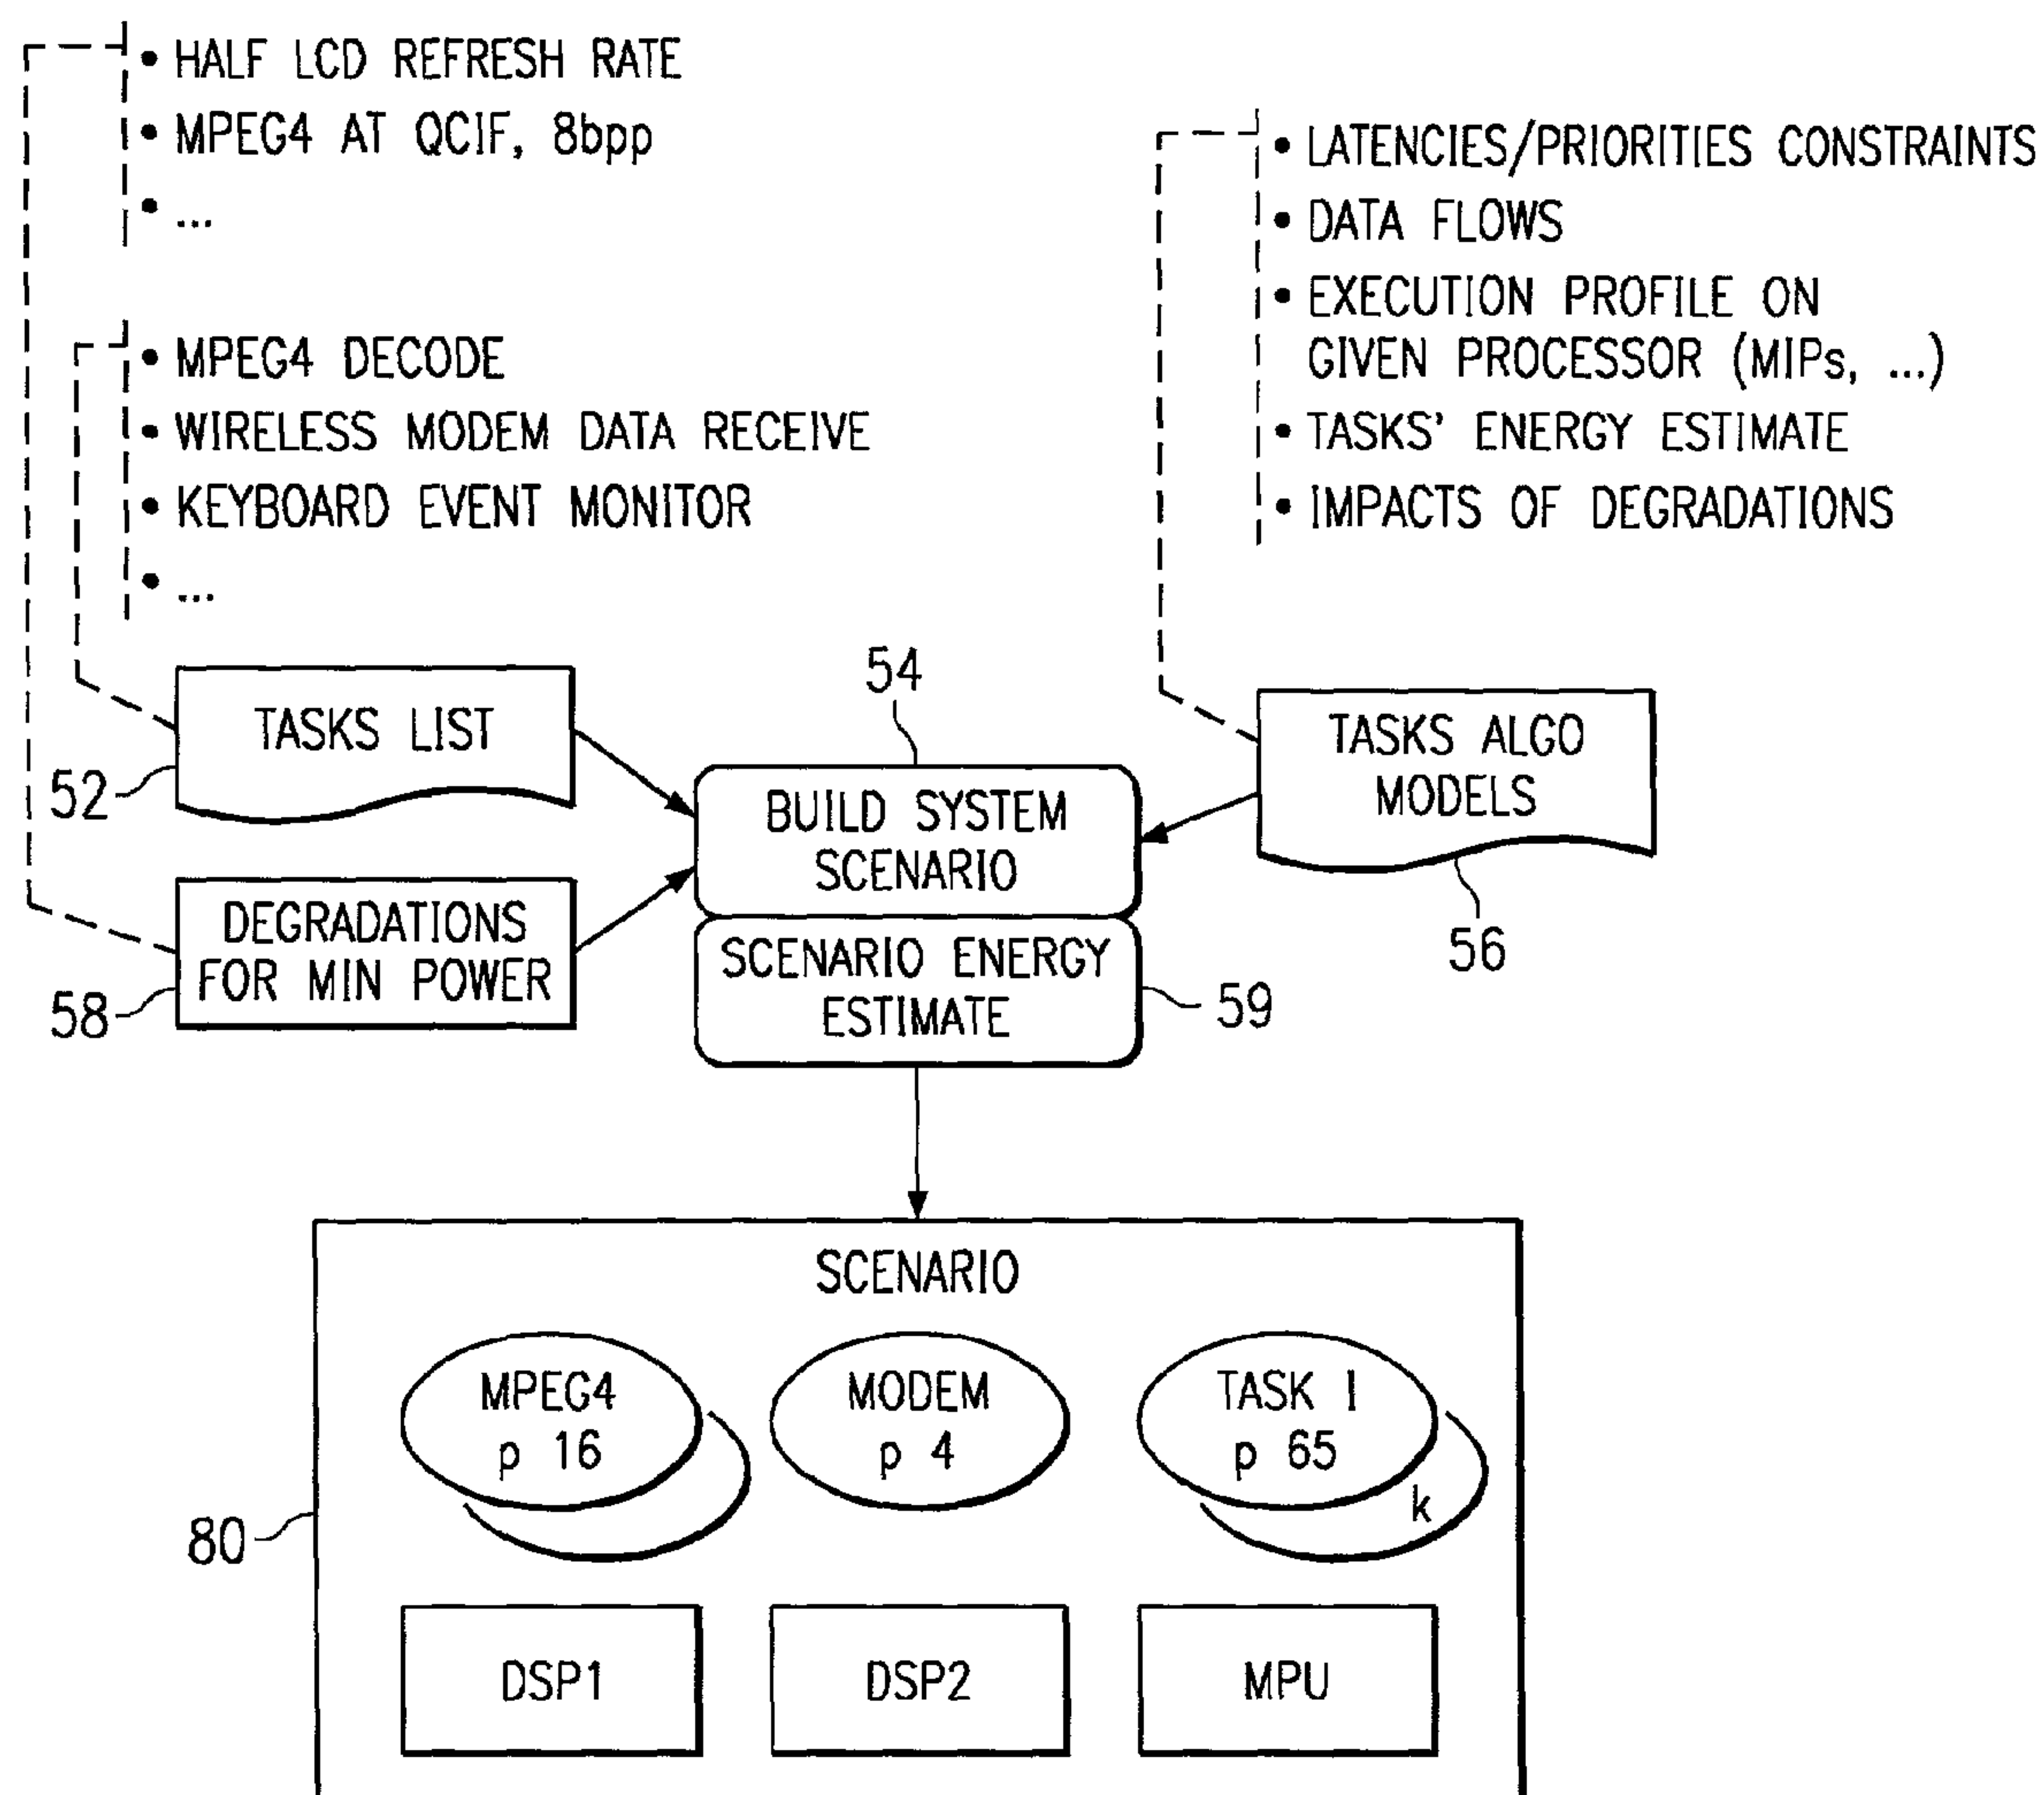 • HALF LCD REFRESH RATE
• MPEG4 AT QCIF, 8bpp
• ...
• MPEG4 DECODE
• WIRELESS MODEM DATA RECEIVE
• KEYBOARD EVENT MONITOR
• ...
• LATENCIES/PRIORITIES CONSTRAINTS
• DATA FLOWS
• EXECUTION PROFILE ON
GIVEN PROCESSOR (MIPs, ...)
• TASKS' ENERGY ESTIMATE
• IMPACTS OF DEGRADATIONS
TASKS LIST
52
54
BUILD SYSTEM
SCENARIO
TASKS ALGO
MODELS
56
DEGRADATIONS
FOR MIN POWER
58
SCENARIO ENERGY
ESTIMATE
59
SCENARIO
MPEG4
p 16
MODEM
p 4
TASK I
p 65
k
80
DSP1
DSP2
MPU